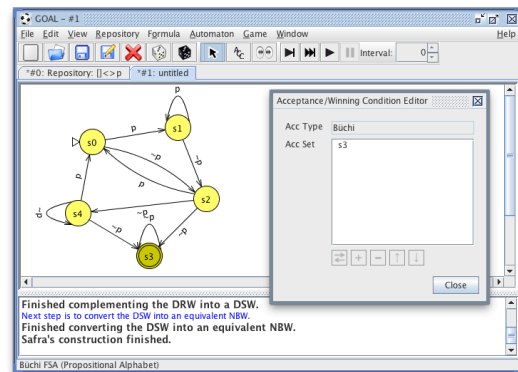 GOAL - #1
File Edit View Repository Formula Automaton Game Window Help
Interval: 0
*#0: Repository: []<>p *#1: untitled
Acceptance/Winning Condition Editor
Acc Type Büchi
Acc Set s3
p
s1
p
s0
~p
~p
p
s2
p
~p
s4
~p
~p
~p
s3
Close
Finished complementing the DRW into a DSW.
Next step is to convert the DSW into an equivalent NBW.
Finished converting the DSW into an equivalent NBW.
Safra's construction finished.
Büchi FSA (Propositional Alphabet)